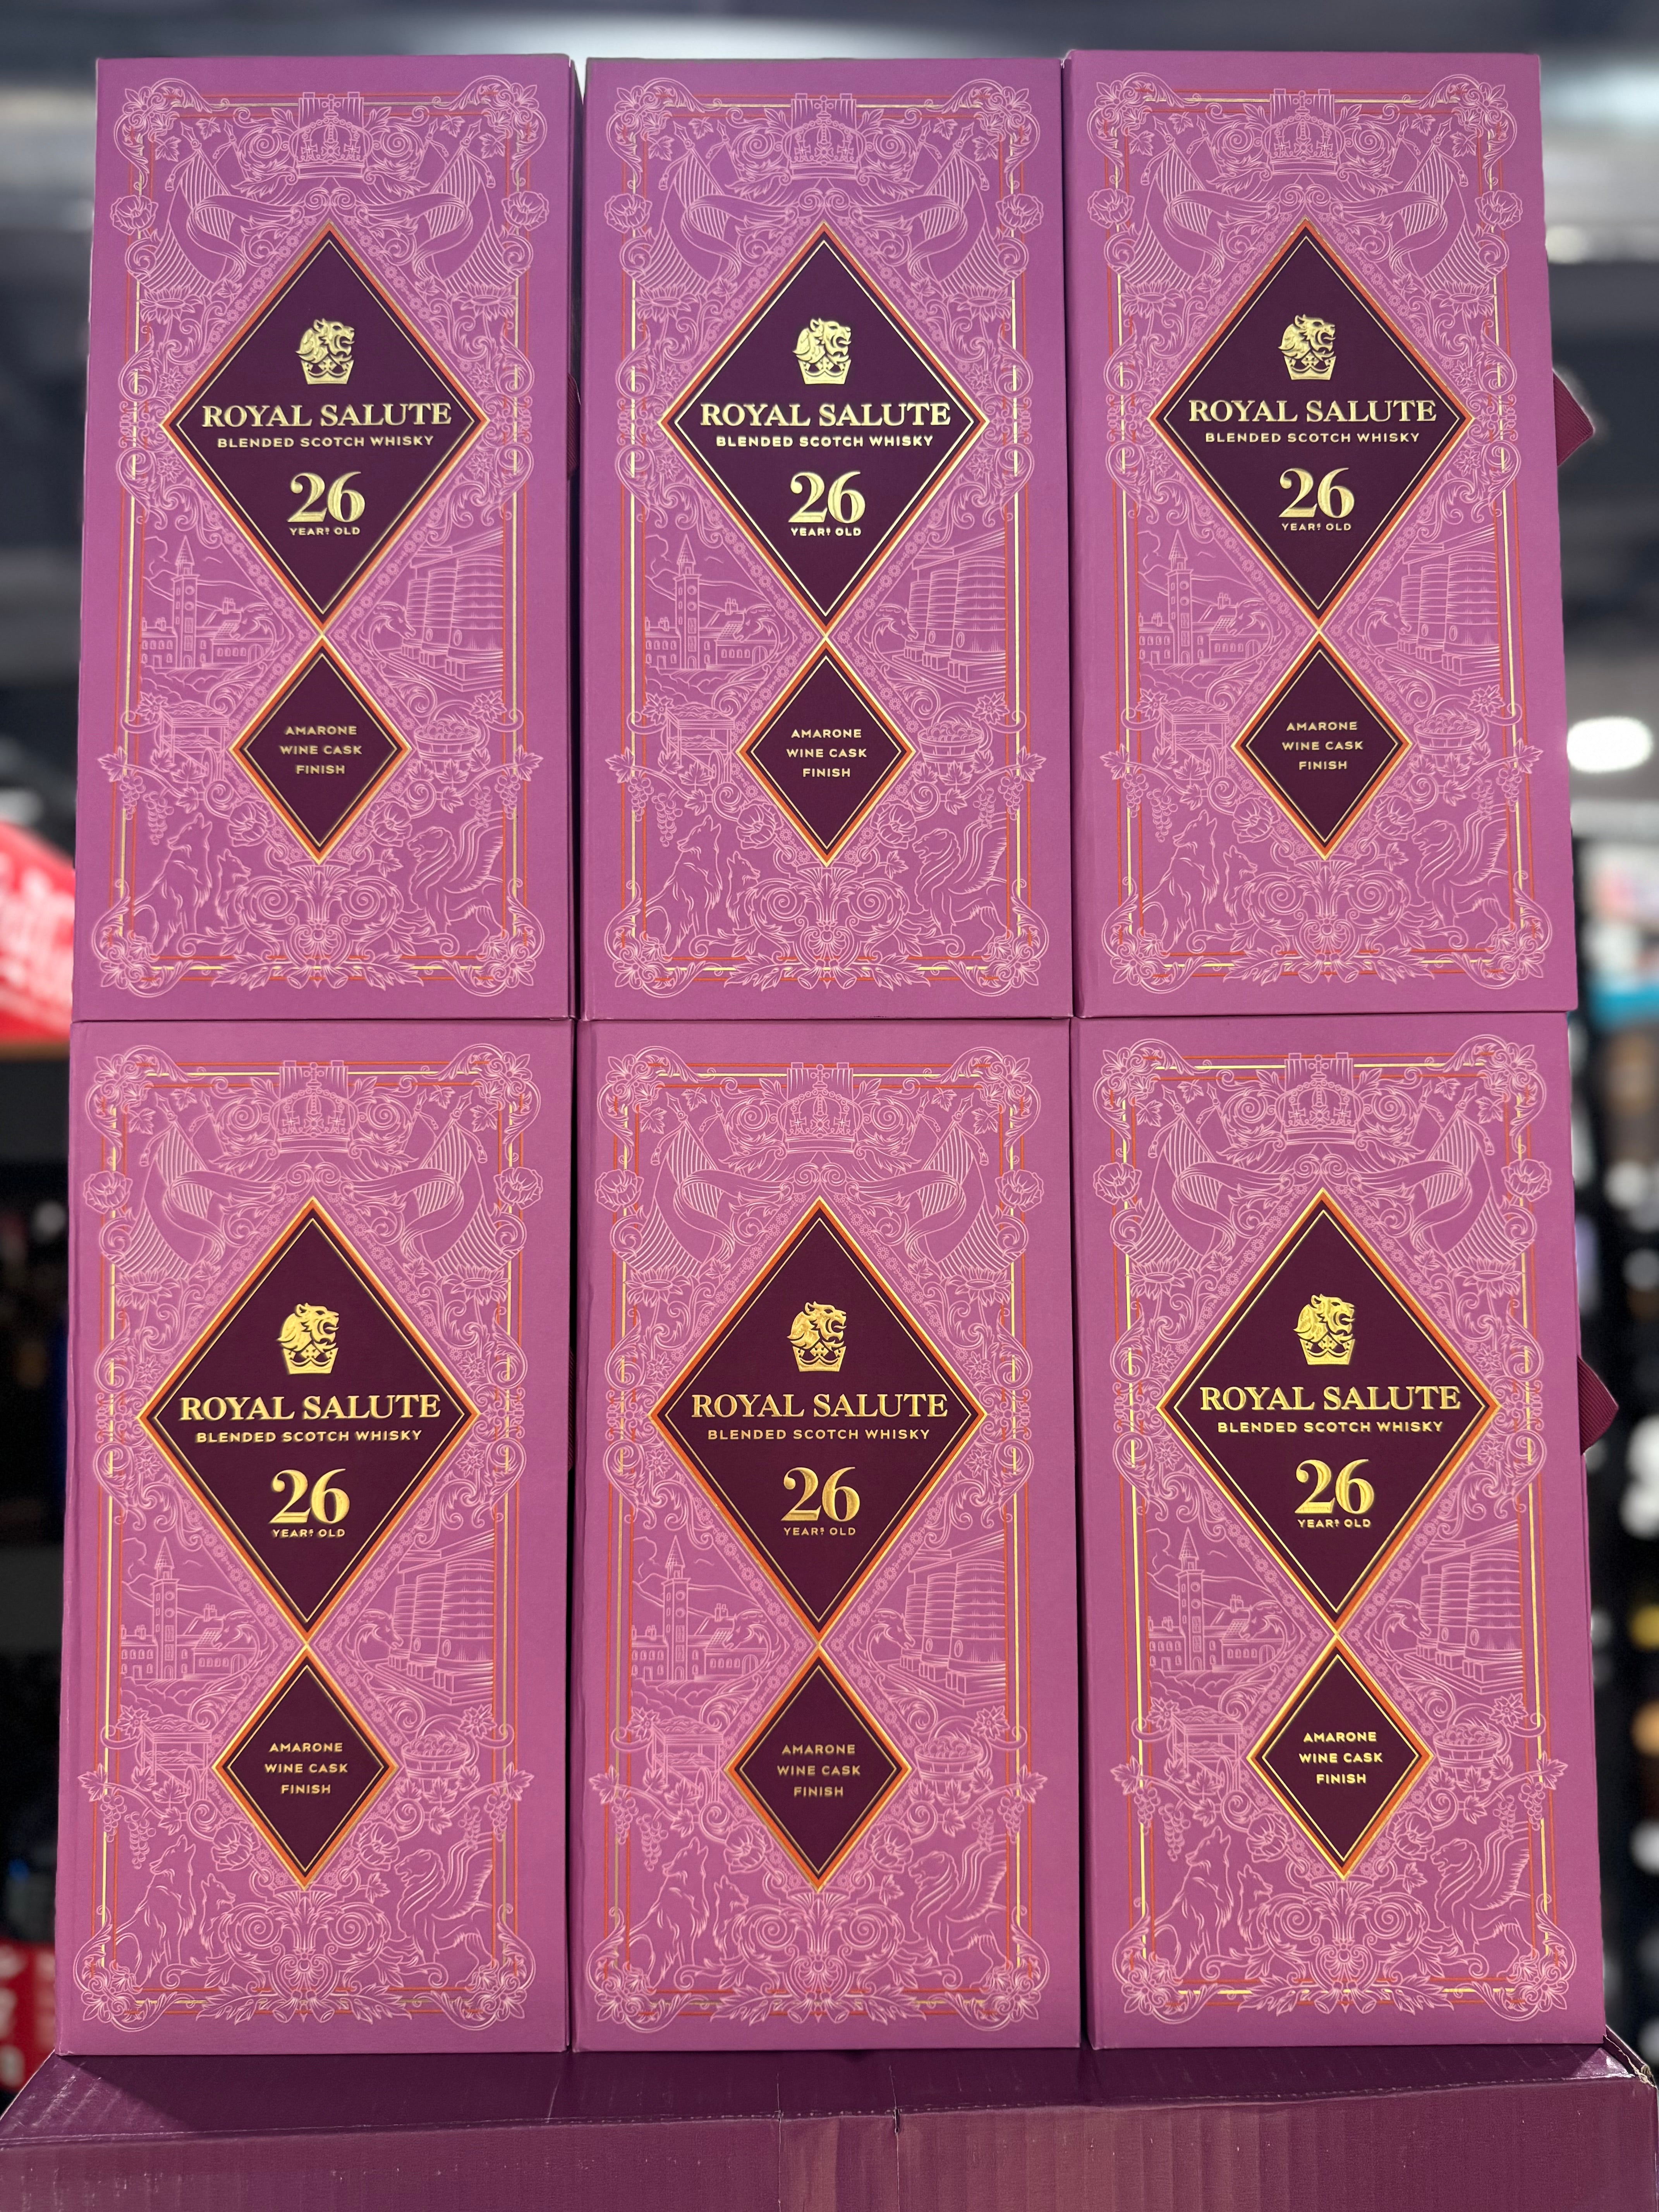 ROYAL SALUTE
BLENDED SCOTCH WHISKY
26
YEARS OLD
AMARONE
WINE CASK
FINISH
ROYAL SALUTE
BLENDED SCOTCH WHISKY
26
YEARS OLD
AMARONE
WINE CASK
FINISH
ROYAL SALUTE
BLENDED SCOTCH WHISKY
26
YEARS OLD
AMARONE
WINE CASK
FINISH
ROYAL SALUTE
BLENDED SCOTCH WHISKY
26
YEARS OLD
AMARONE
WINE CASK
FINISH
ROYAL SALUTE
BLENDED SCOTCH WHISKY
26
YEARS OLD
AMARONE
WINE CASK
FINISH
ROYAL SALUTE
BLENDED SCOTCH WHISKY
26
YEARS OLD
AMARONE
WINE CASK
FINISH